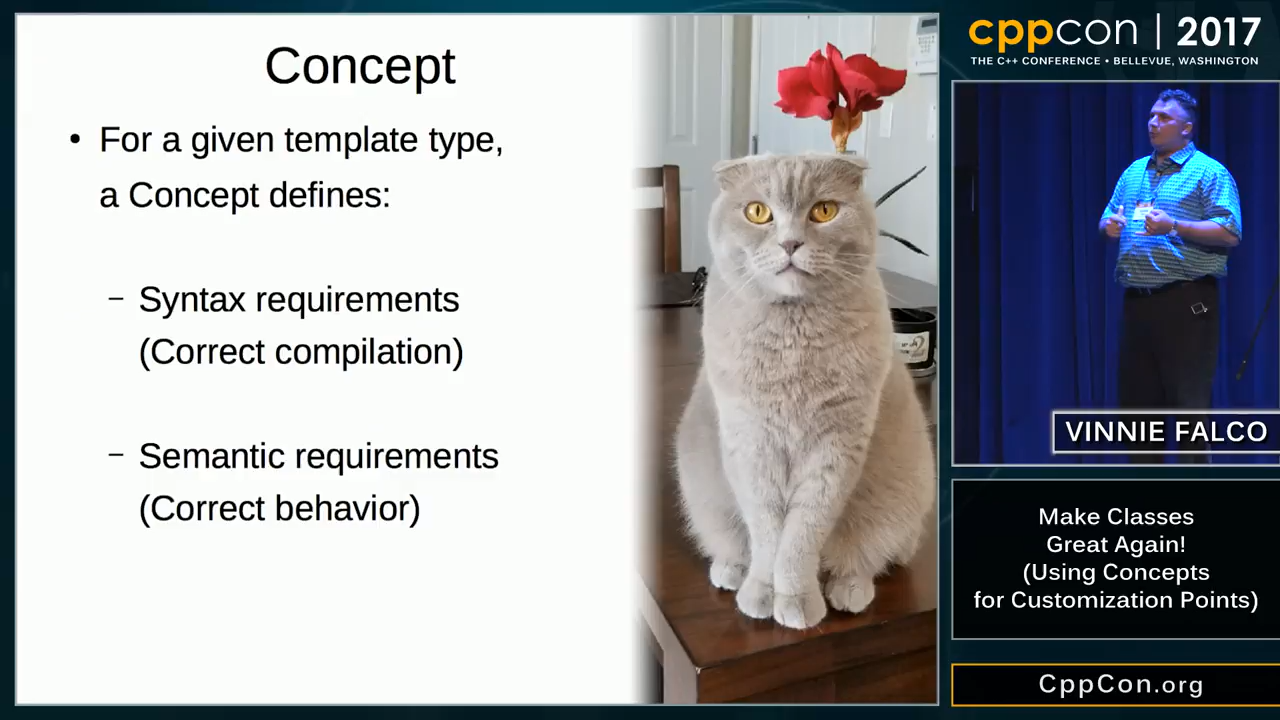 Concept
• For a given template type,
a Concept defines:
– Syntax requirements
(Correct compilation)
– Semantic requirements
(Correct behavior)
cppcon | 2017
THE C++ CONFERENCE • BELLEVUE, WASHINGTON
VINNIE FALCO
Make Classes
Great Again!
(Using Concepts
for Customization Points)
CppCon.org